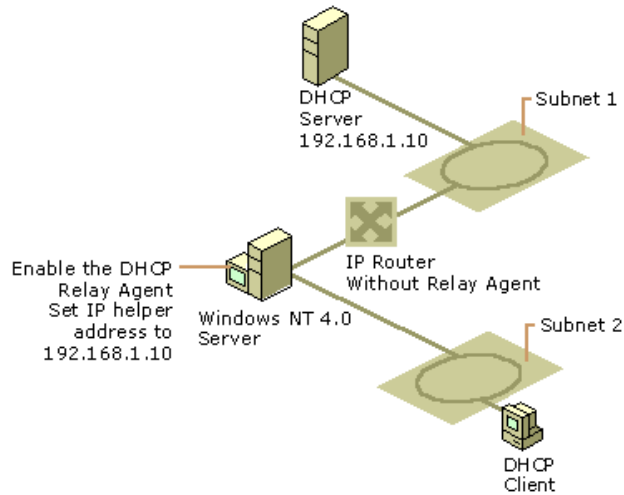 DHCP
Server
192.168.1.10
Subnet 1
IP Router
Without Relay Agent
Enable the DHCP
Relay Agent
Set IP helper
address to
192.168.1.10
Windows NT 4.0
Server
Subnet 2
DHCP
Client